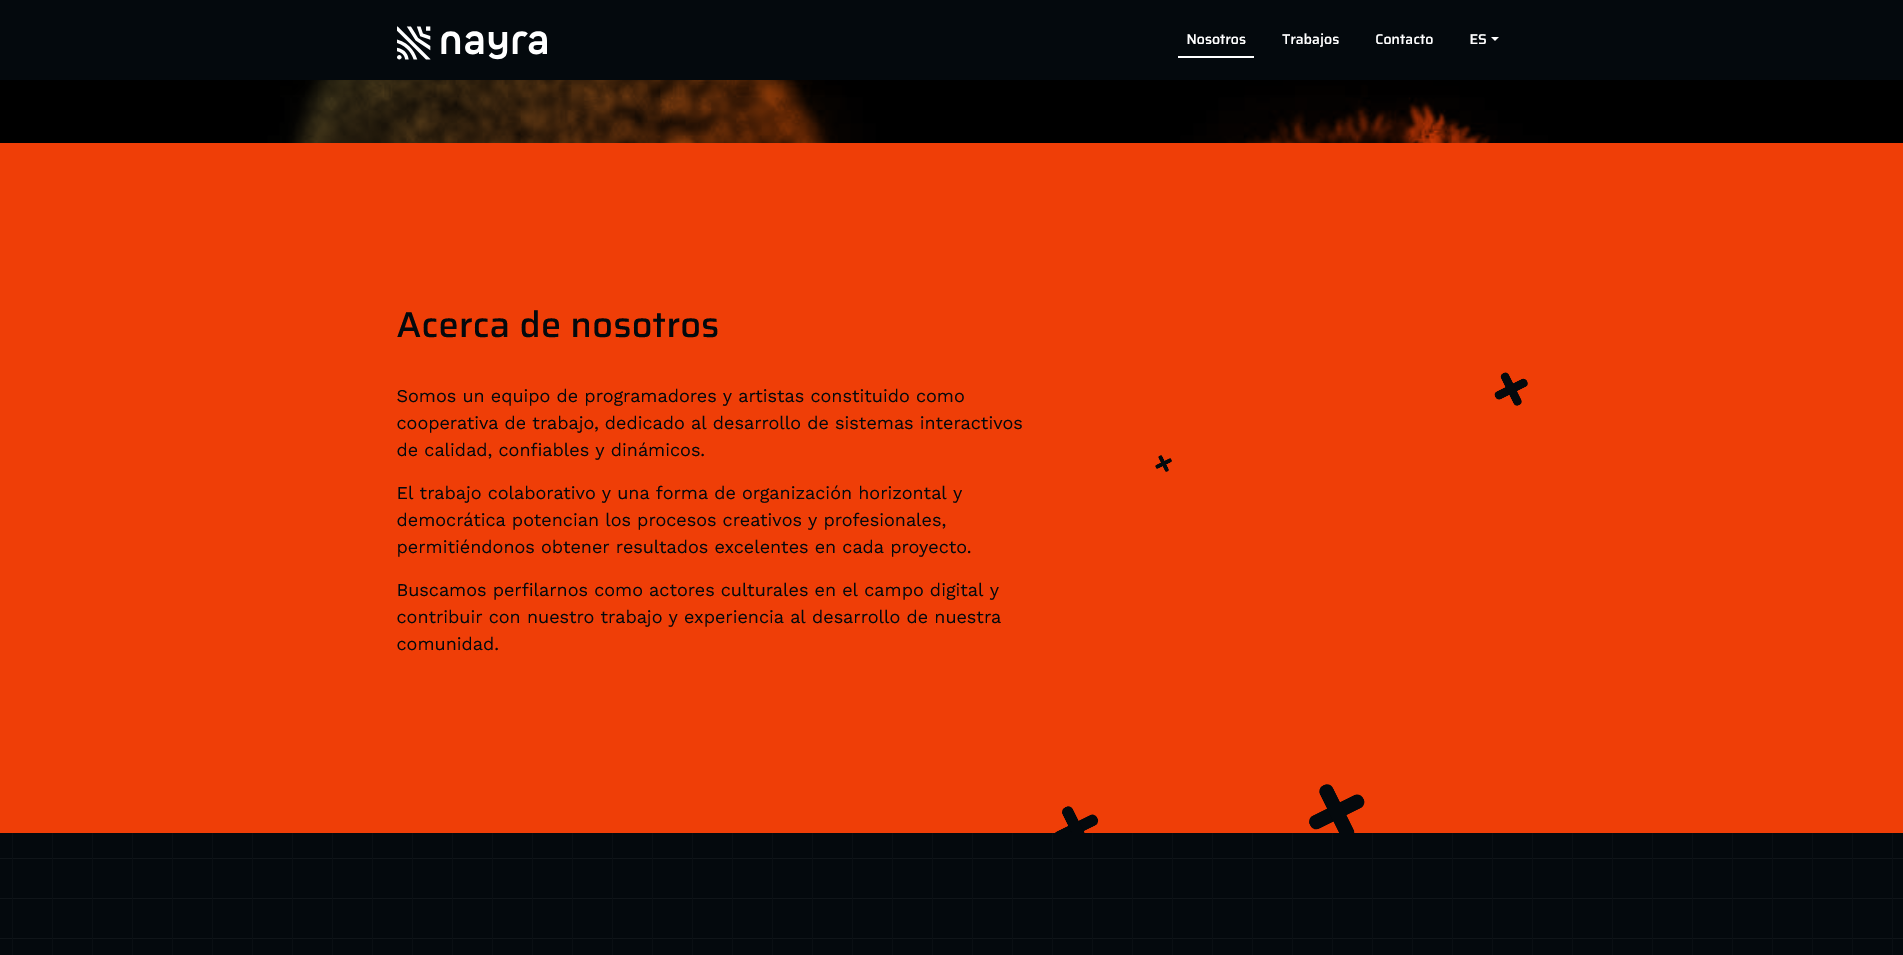 nayra
Nosotros Trabajos Contacto ES
Acerca de nosotros
Somos un equipo de programadores y artistas constituido como
cooperativa de trabajo, dedicado al desarrollo de sistemas interactivos
de calidad, confiables y dinámicos.
El trabajo colaborativo y una forma de organización horizontal y
democrática potencian los procesos creativos y profesionales,
permitiéndonos obtener resultados excelentes en cada proyecto.
Buscamos perfilarnos como actores culturales en el campo digital y
contribuir con nuestro trabajo y experiencia al desarrollo de nuestra
comunidad.